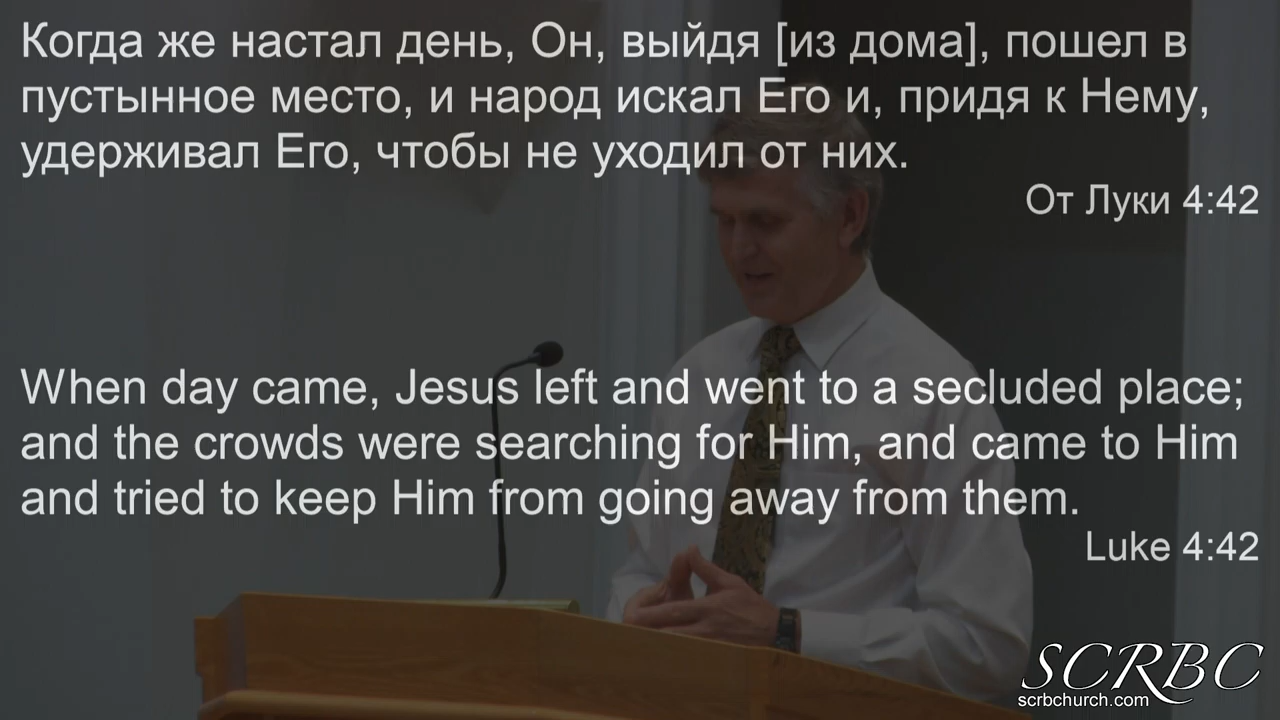 Когда же настал день, Он, выйдя [из дома], пошел в
пустынное место, и народ искал Его и, придя к Нему,
удерживал Его, чтобы не уходил от них.
От Луки 4:42
When day came, Jesus left and went to a secluded place;
and the crowds were searching for Him, and came to Him
and tried to keep Him from going away from them.
Luke 4:42
SCRBC
scrbchurch.com